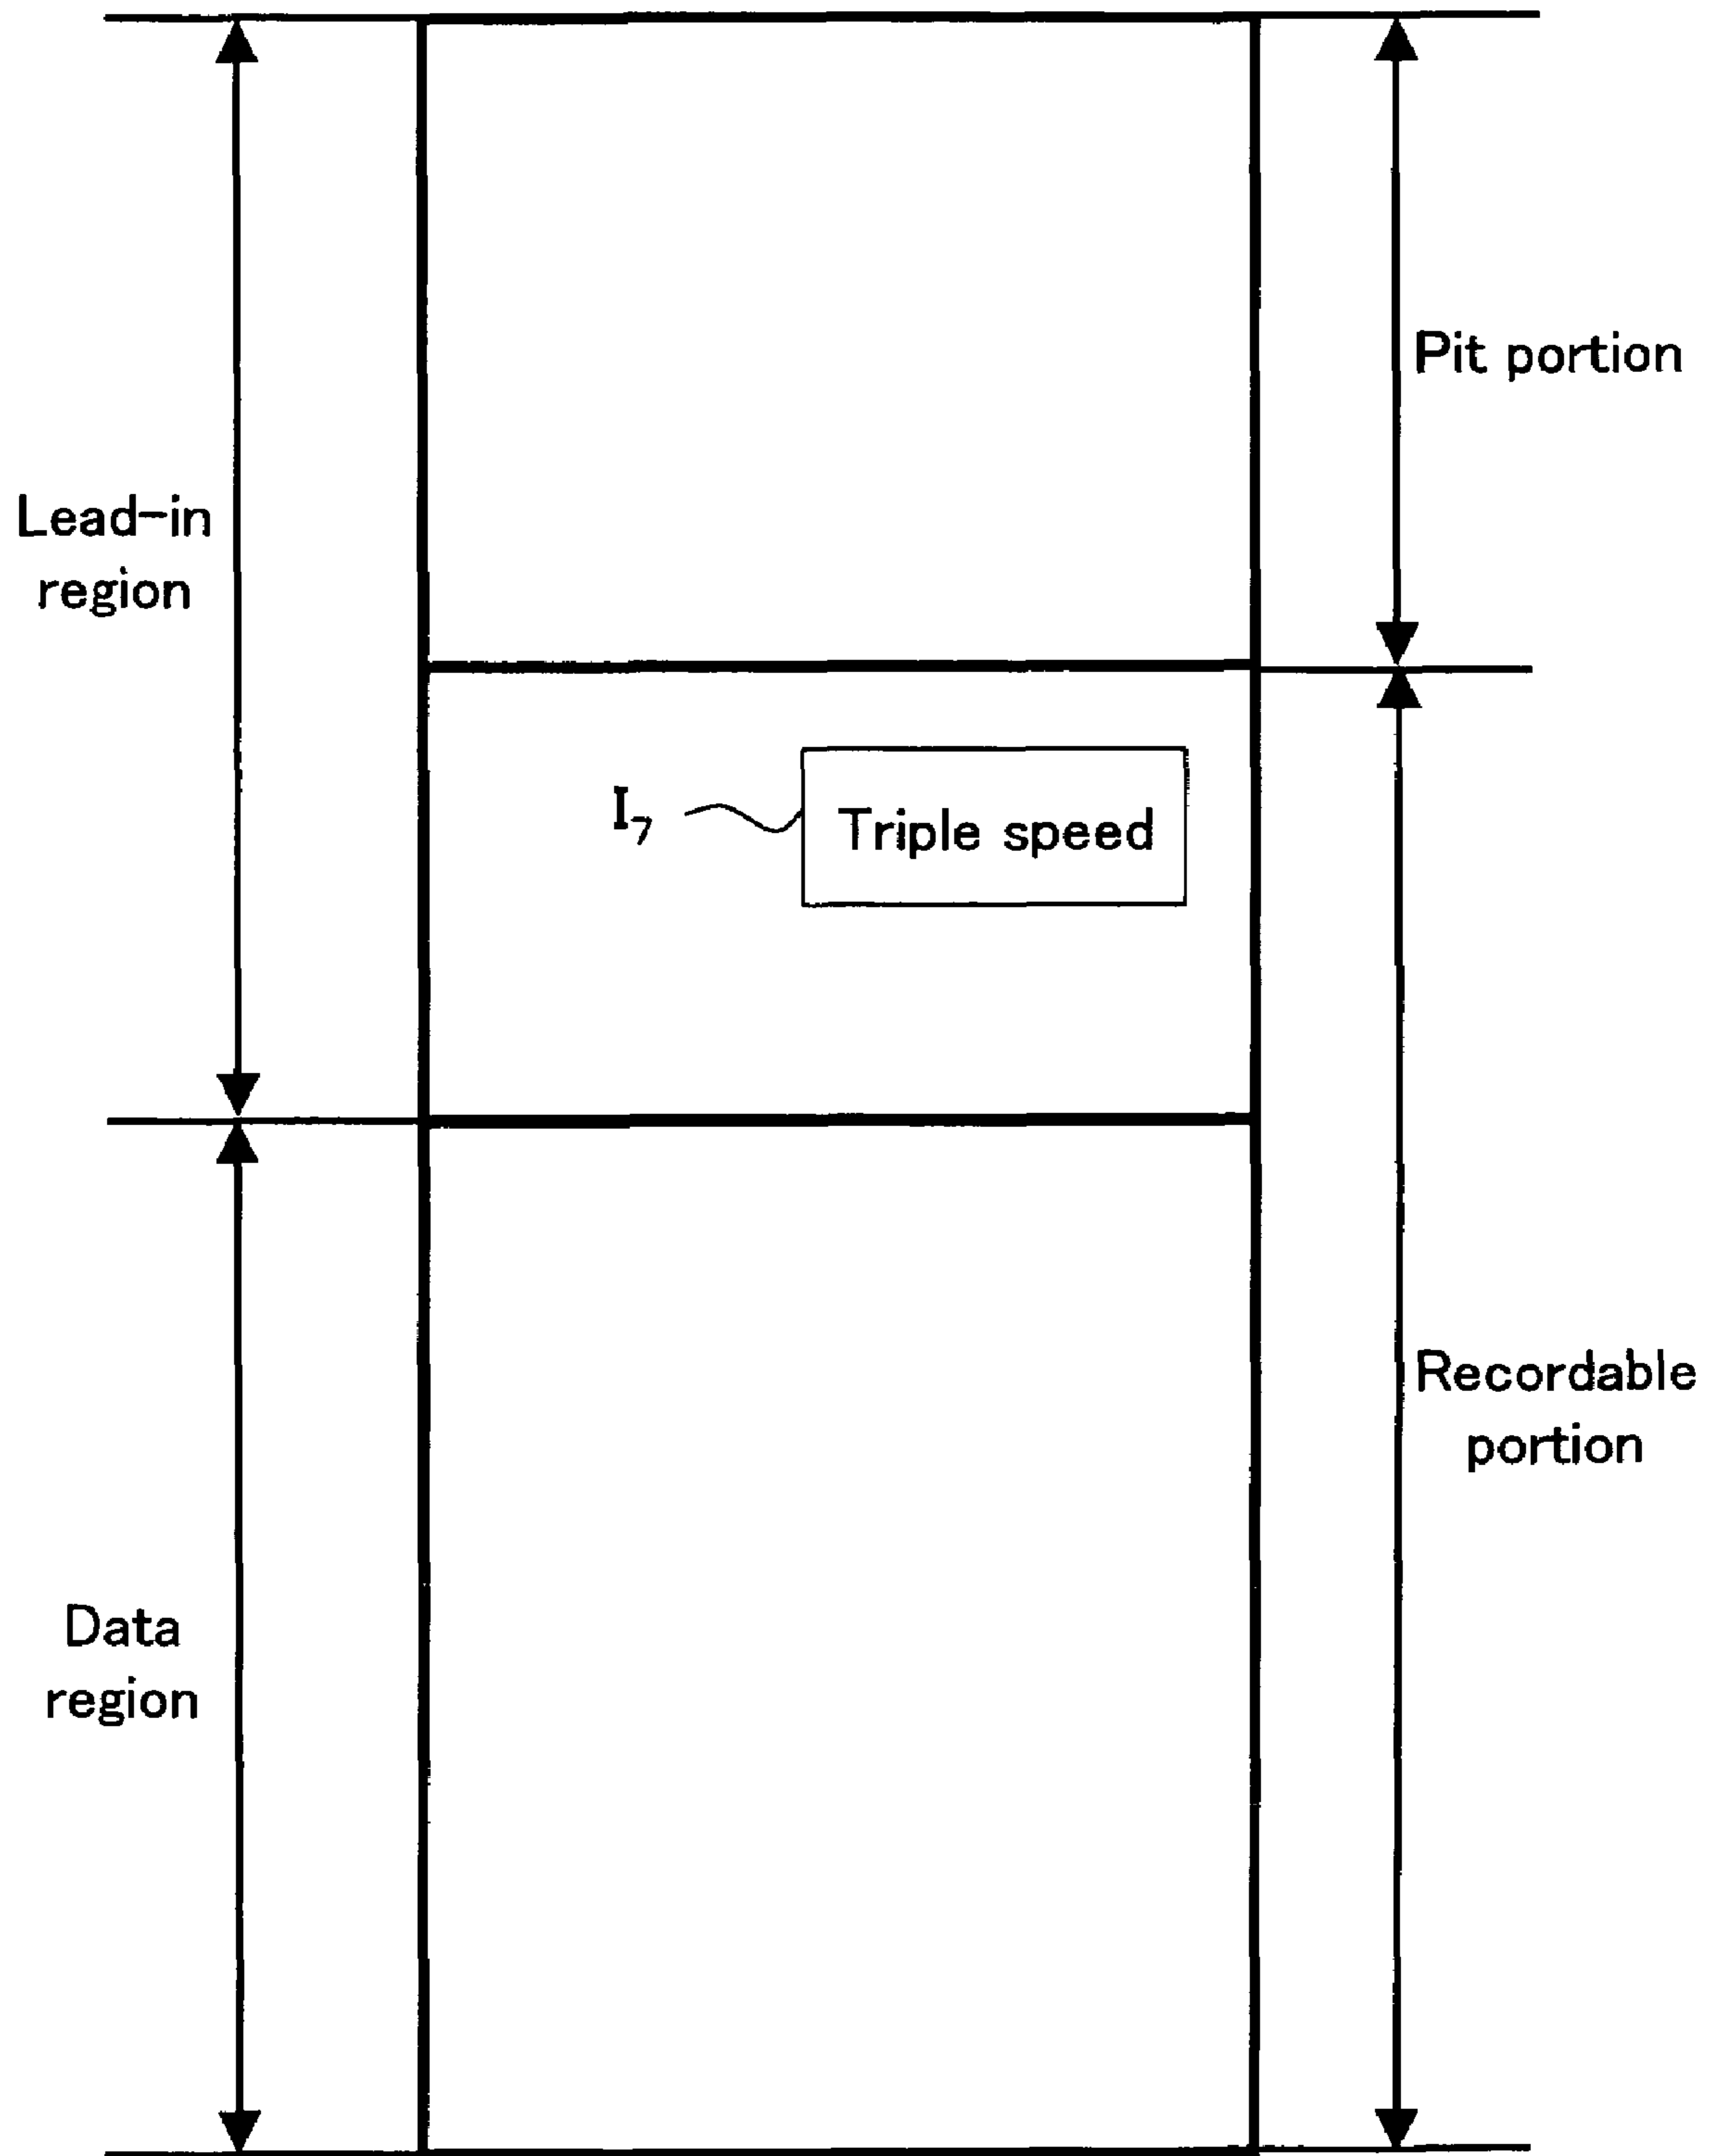 Pit portion
Lead-in
region
I₇
Triple speed
Recordable
portion
Data
region